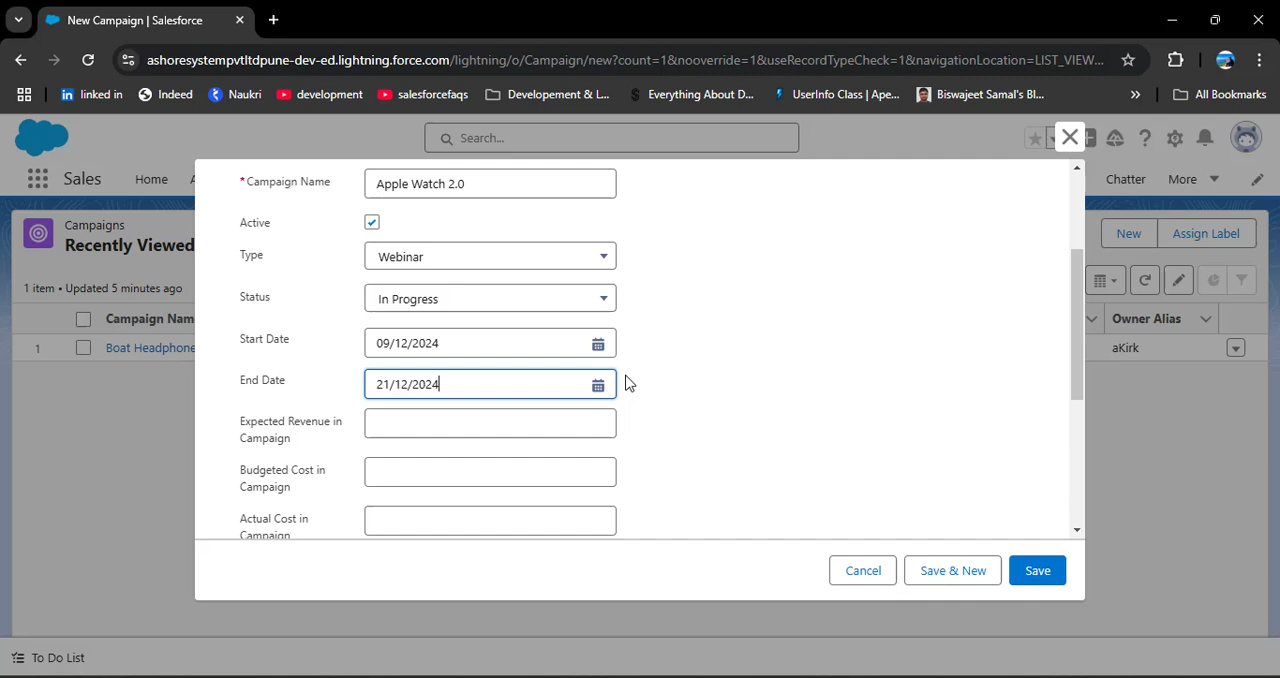 New Campaign | Salesforce
ashoresystempvtltdpune-dev-ed.lightning.force.com/lightning/o/Campaign/new?count=1&nooverride=1&useRecordTypeCheck=1&navigationLocation=LIST_VIEW...
linked in
Indeed
Naukri
development
salesforcefaqs
Developement & L...
Everything About D...
UserInfo Class | Ape...
Biswajeet Samal's Bl...
All Bookmarks
Search...
Sales
Home
Chatter
More
Campaigns
Recently Viewed
New
Assign Label
1 item • Updated 5 minutes ago
Campaign Nam
Owner Alias
1
Boat Headphone
aKirk
*Campaign Name
Apple Watch 2.0
Active
Type
Webinar
Status
In Progress
Start Date
09/12/2024
End Date
21/12/2024
Expected Revenue in
Campaign
Budgeted Cost in
Campaign
Actual Cost in
Campaign
Cancel
Save & New
Save
To Do List